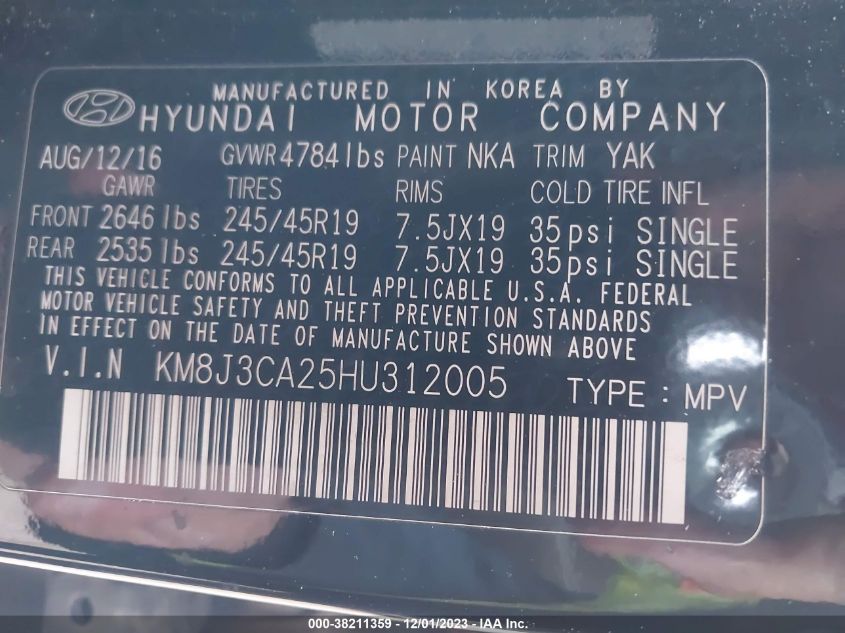 MANUFACTURED IN KOREA BY
HYUNDAI MOTOR COMPANY
AUG/12/16 GVWR 4784lbs PAINT NKA TRIM YAK
GAWR TIRES RIMS COLD TIRE INFL
FRONT 2646 lbs 245/45R19 7.5JX19 35psi SINGLE
REAR 2535 lbs 245/45R19 7.5JX19 35psi SINGLE
THIS VEHICLE CONFORMS TO ALL APPLICABLE U.S.A. FEDERAL
MOTOR VEHICLE SAFETY AND THEFT PREVENTION STANDARDS
IN EFFECT ON THE DATE OF MANUFACTURE SHOWN ABOVE
V.I.N KM8J3CA25HU312005 TYPE : MPV
000-38211359 - 12/01/2023 - IAA Inc.